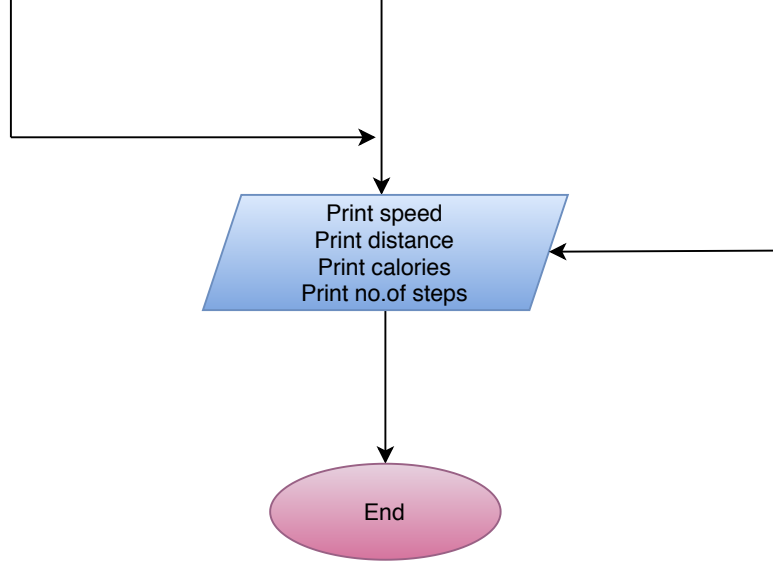 Print speed
Print distance
Print calories
Print no.of steps
End